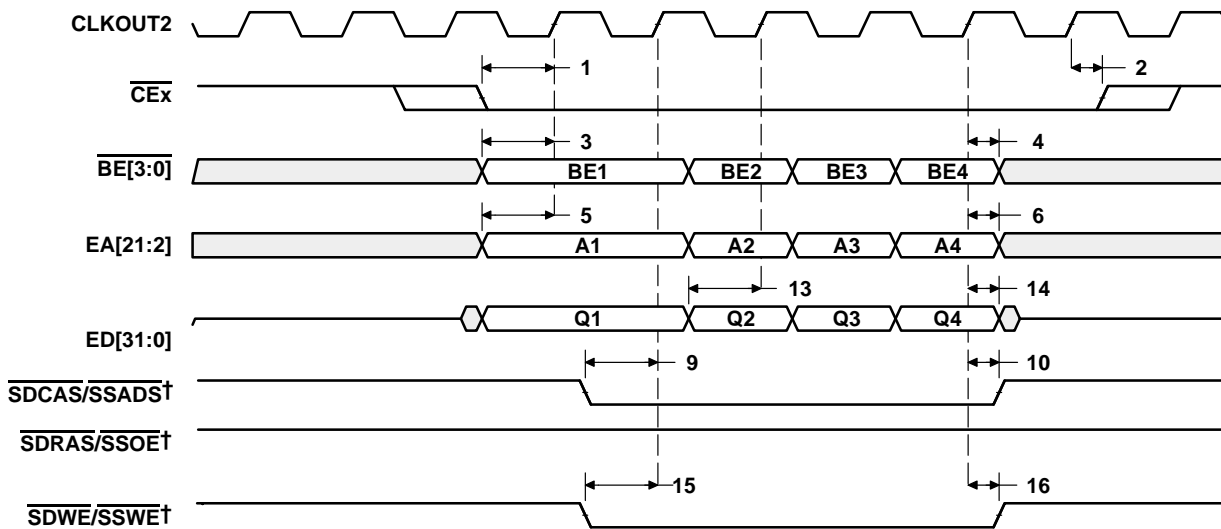 CLKOUT2
1
2
CEx
3
4
BE[3:0]
BE1
BE2
BE3
BE4
5
6
EA[21:2]
A1
A2
A3
A4
13
14
ED[31:0]
Q1
Q2
Q3
Q4
9
10
SDCAS/SSADS†
SDRAS/SSOE†
15
16
SDWE/SSWE†